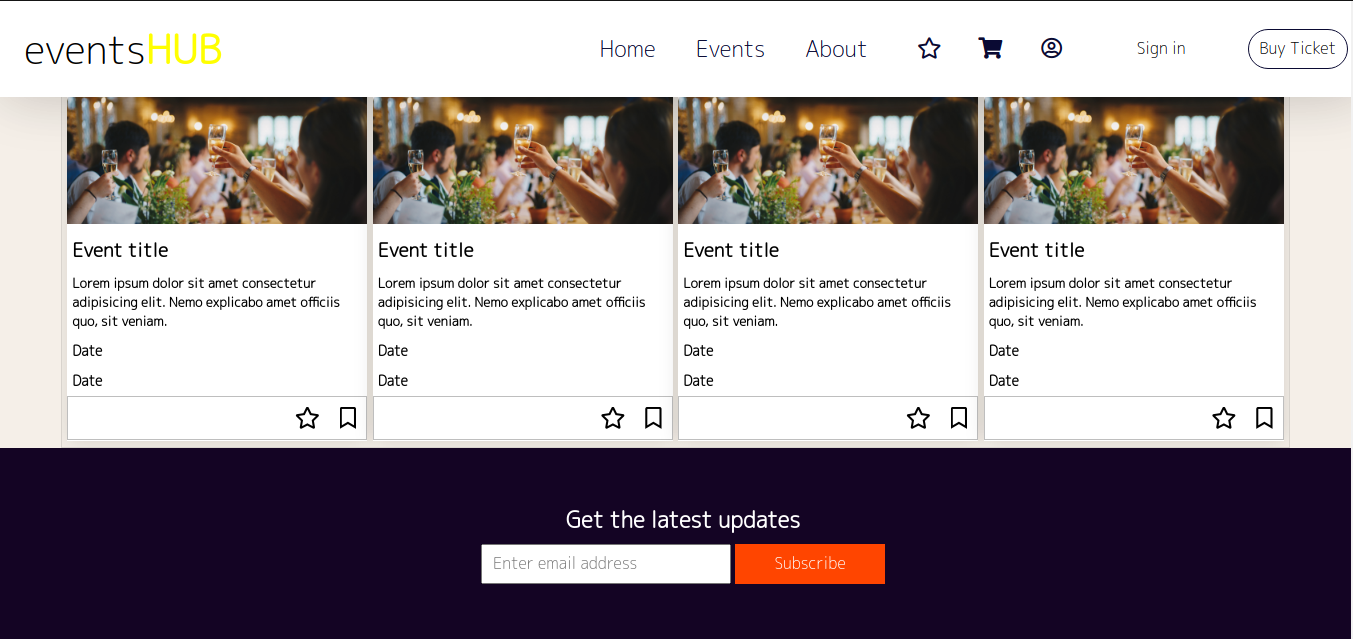 eventsHUB Home Events About Sign in Buy Ticket
Event title
Lorem ipsum dolor sit amet consectetur
adipisicing elit. Nemo explicabo amet officiis
quo, sit veniam.
Date
Date
Event title
Lorem ipsum dolor sit amet consectetur
adipisicing elit. Nemo explicabo amet officiis
quo, sit veniam.
Date
Date
Event title
Lorem ipsum dolor sit amet consectetur
adipisicing elit. Nemo explicabo amet officiis
quo, sit veniam.
Date
Date
Event title
Lorem ipsum dolor sit amet consectetur
adipisicing elit. Nemo explicabo amet officiis
quo, sit veniam.
Date
Date
Get the latest updates
Enter email address Subscribe